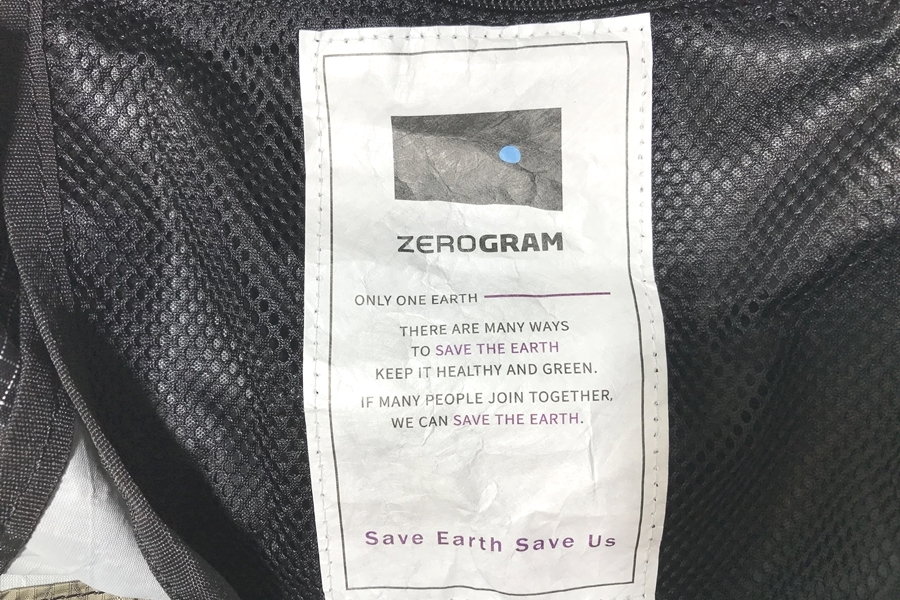 ZEROGRAM
ONLY ONE EARTH
THERE ARE MANY WAYS
TO SAVE THE EARTH
KEEP IT HEALTHY AND GREEN.
IF MANY PEOPLE JOIN TOGETHER,
WE CAN SAVE THE EARTH.
Save Earth Save Us